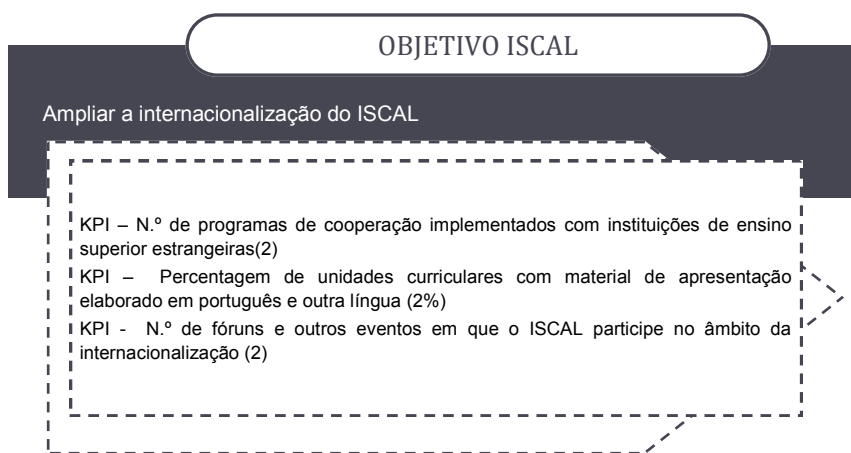 OBJETIVO ISCAL
Ampliar a internacionalização do ISCAL
KPI – N.º de programas de cooperação implementados com instituições de ensino
superior estrangeiras(2)
KPI – Percentagem de unidades curriculares com material de apresentação
elaborado em português e outra língua (2%)
KPI - N.º de fóruns e outros eventos em que o ISCAL participe no âmbito da
internacionalização (2)